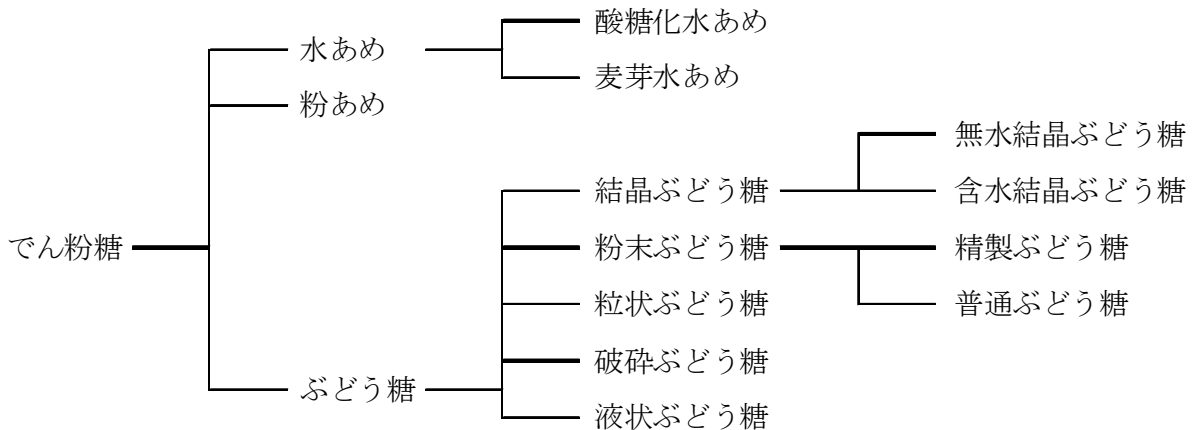 酸糖化水あめ
水あめ
麦芽水あめ
粉あめ
無水結晶ぶどう糖
結晶ぶどう糖
含水結晶ぶどう糖
でん粉糖
粉末ぶどう糖
精製ぶどう糖
粒状ぶどう糖
普通ぶどう糖
破砕ぶどう糖
ぶどう糖
液状ぶどう糖